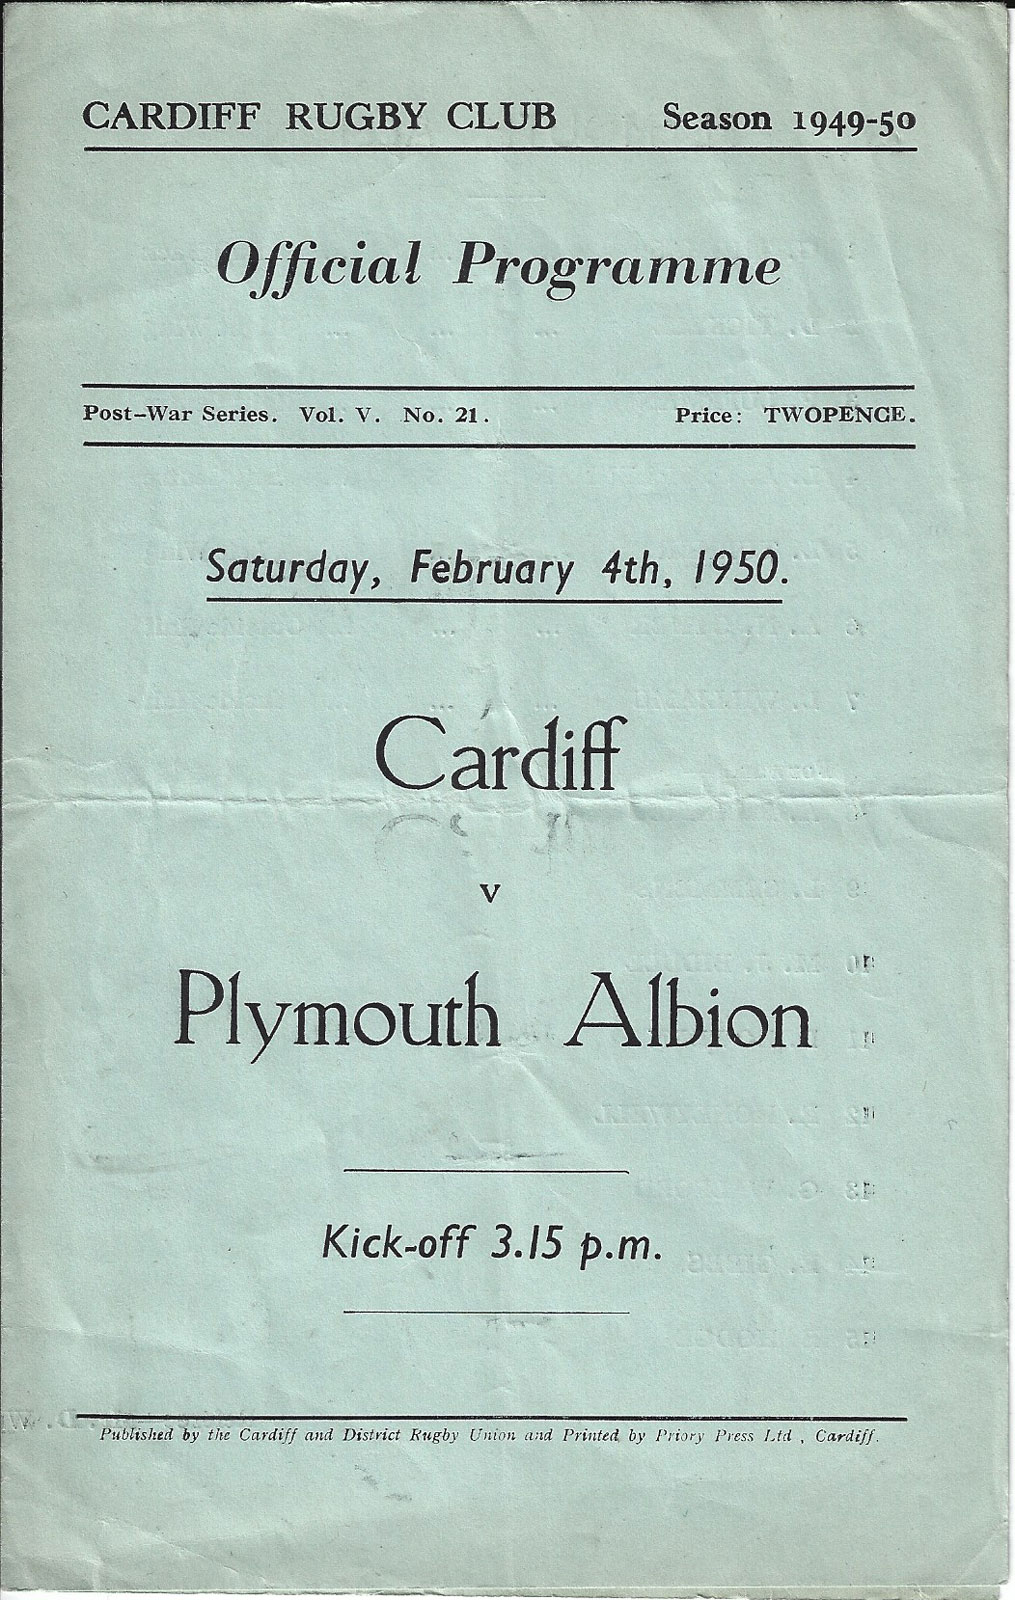 CARDIFF RUGBY CLUB Season 1949-50
Official Programme
Post-War Series. Vol. V. No. 21. Price: TWOPENCE.
Saturday, February 4th, 1950.
Cardiff
v
Plymouth Albion
Kick-off 3.15 p.m.
Published by the Cardiff and District Rugby Union and Printed by Priory Press Ltd , Cardiff.